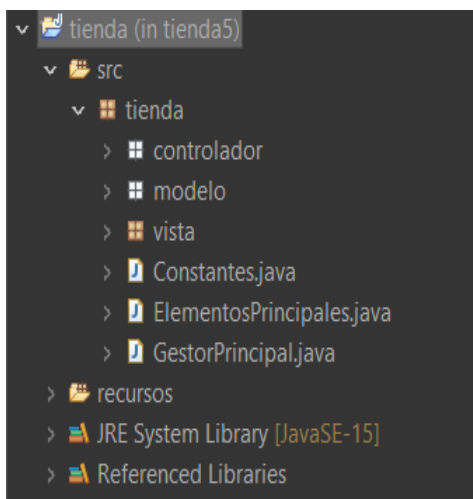 tienda (in tienda5)
src
tienda
controlador
modelo
vista
Constantes.java
ElementosPrincipales.java
GestorPrincipal.java
recursos
JRE System Library [JavaSE-15]
Referenced Libraries